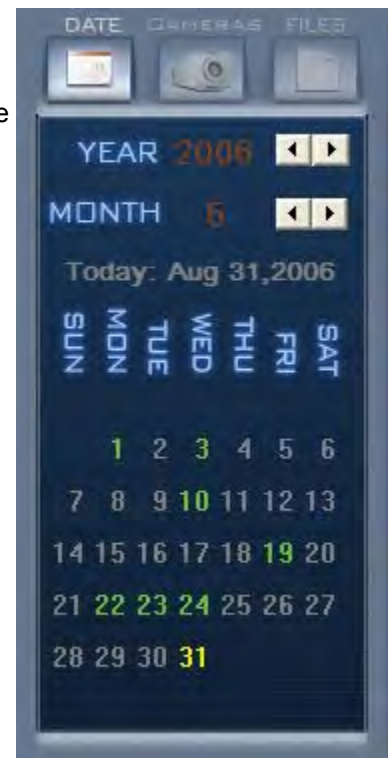 DATE CAMERAS FILES
e
YEAR 2006
MONTH 5
Today: Aug 31,2006
SUN MON TUE WED THU FRI SAT
1 2 3 4 5 6
7 8 9 10 11 12 13
14 15 16 17 18 19 20
21 22 23 24 25 26 27
28 29 30 31